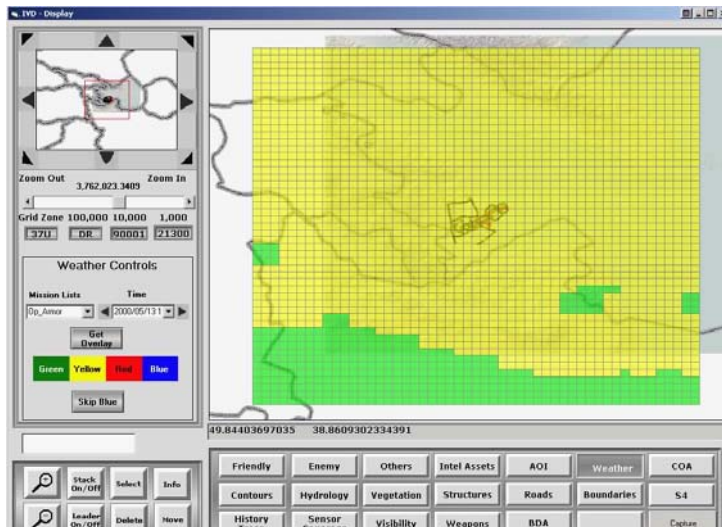 IVD - Display
Zoom Out Zoom In
3,762,023.3409
Grid Zone 100,000 10,000 1,000
37U DR 90001 21300
Weather Controls
Mission Lists Time
Op_Amor 2000/05/13 1
Get
Overlay
Green Yellow Red Blue
Skip Blue
49.84403697035 38.8609302334391
Stack
On/Off
Select
Info
Leader
On/Off
Delete
Move
Friendly Enemy Others Intel Assets AOI Weather COA
Contours Hydrology Vegetation Structures Roads Boundaries S4
History
Sensor
Visibility Weapons BDA Capture